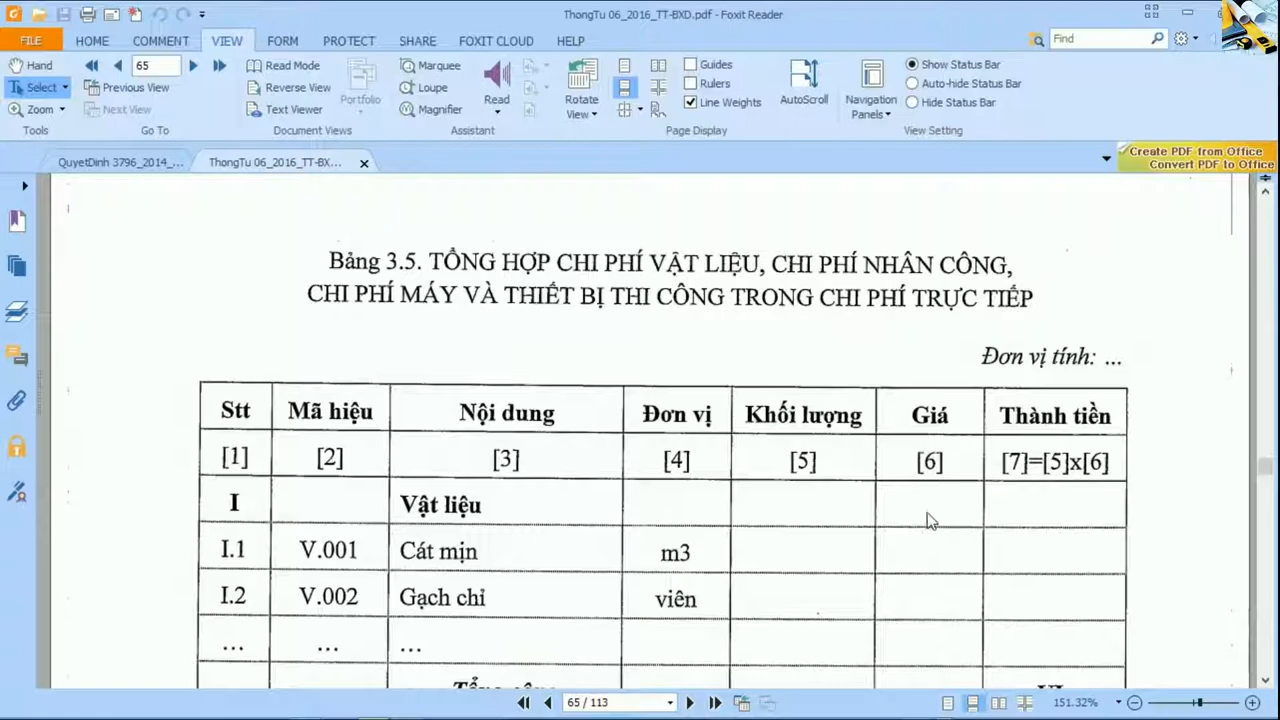 ThongTu 06_2016_TT-BXD.pdf - Foxit Reader
FILE HOME COMMENT VIEW FORM PROTECT SHARE FOXIT CLOUD HELP Find
Hand 65 Read Mode Marquee Guides Show Status Bar
Select Previous View Reverse View Portfolio Loupe Read Rotate View Rulers AutoScroll Navigation Panels Auto-hide Status Bar
Zoom Next View Text Viewer Magnifier Line Weights Hide Status Bar
Tools Go To Document Views Assistant Page Display View Setting
QuyetDinh 3796_2014_... ThongTu 06_2016_TT-BX... Create PDF from Office
Convert PDF to Office
Bảng 3.5. TỔNG HỢP CHI PHÍ VẬT LIỆU, CHI PHÍ NHÂN CÔNG,
CHI PHÍ MÁY VÀ THIẾT BỊ THI CÔNG TRONG CHI PHÍ TRỰC TIẾP
Đơn vị tính: ...
Stt Mã hiệu Nội dung Đơn vị Khối lượng Giá Thành tiền
[1] [2] [3] [4] [5] [6] [7]=[5]x[6]
I Vật liệu
I.1 V.001 Cát mịn m3
I.2 V.002 Gạch chỉ viên
... ... ...
65 / 113 151.32%